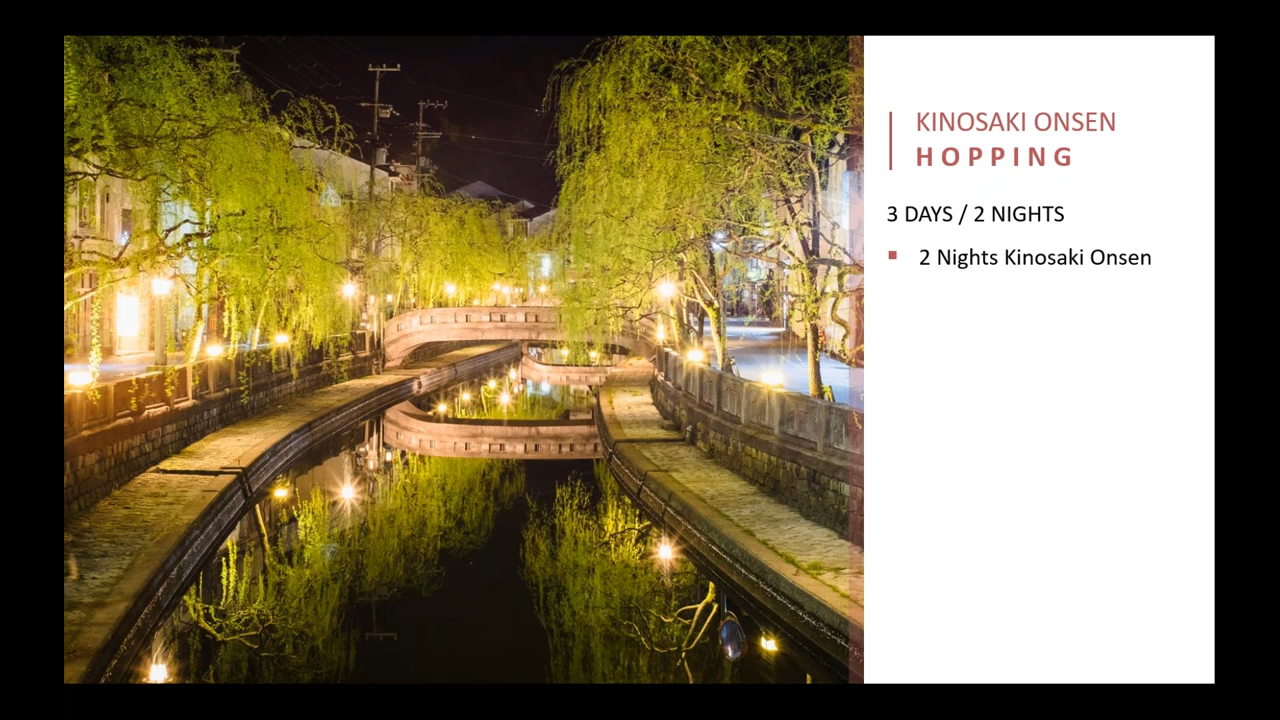 KINOSAKI ONSEN
HOPPING
3 DAYS / 2 NIGHTS
▪ 2 Nights Kinosaki Onsen